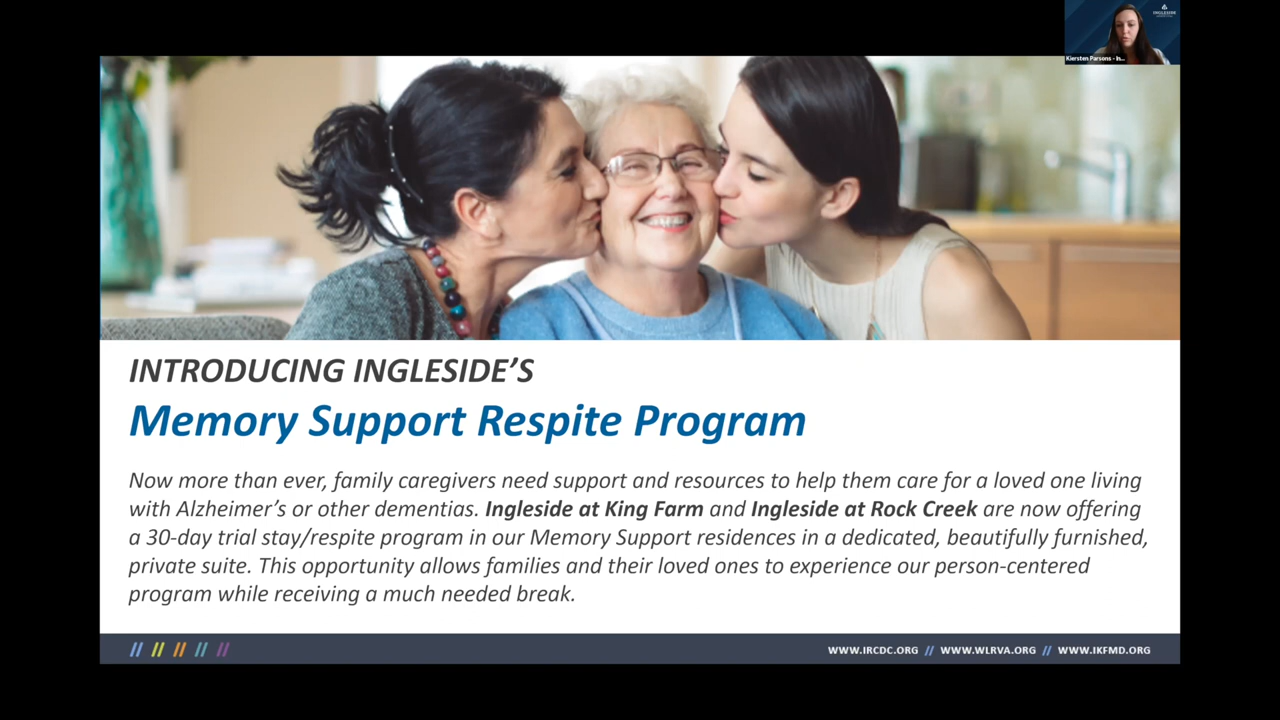 INGLESIDE
Kiersten Parsons - In...
INTRODUCING INGLESIDE'S
Memory Support Respite Program
Now more than ever, family caregivers need support and resources to help them care for a loved one living
with Alzheimer's or other dementias. Ingleside at King Farm and Ingleside at Rock Creek are now offering
a 30-day trial stay/respite program in our Memory Support residences in a dedicated, beautifully furnished,
private suite. This opportunity allows families and their loved ones to experience our person-centered
program while receiving a much needed break.
// // // // // WWW.IRCDC.ORG // WWW.WLRVA.ORG // WWW.IKFMD.ORG